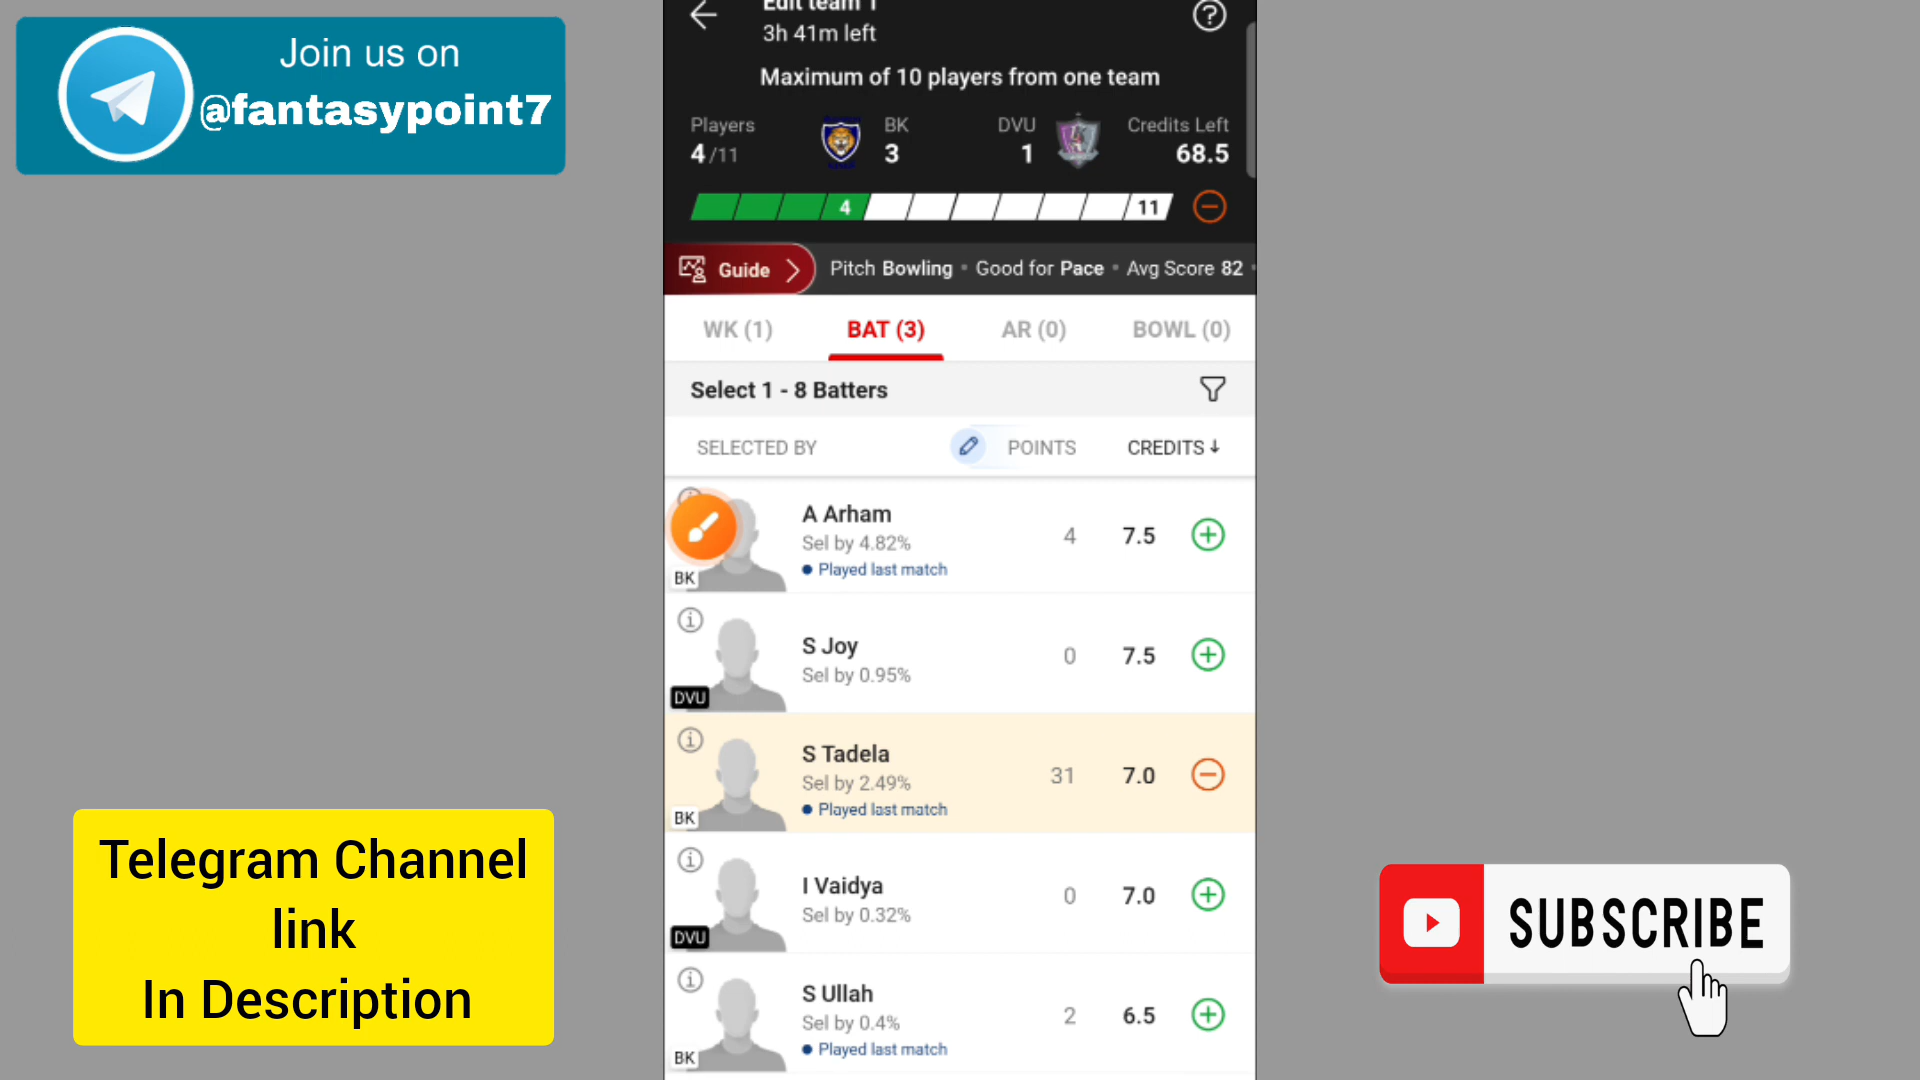 Join us on
@fantasypoint7
Edit team 1
3h 41m left
Maximum of 10 players from one team
Players
4/11
BK
3
DVU
1
Credits Left
68.5
4
11
Guide
Pitch Bowling • Good for Pace • Avg Score 82
WK (1)
BAT (3)
AR (0)
BOWL (0)
Select 1 - 8 Batters
SELECTED BY
POINTS
CREDITS↓
A Arham
Sel by 4.82%
Played last match
4
7.5
BK
S Joy
Sel by 0.95%
0
7.5
DVU
S Tadela
Sel by 2.49%
Played last match
31
7.0
BK
I Vaidya
Sel by 0.32%
0
7.0
DVU
S Ullah
Sel by 0.4%
Played last match
2
6.5
BK
Telegram Channel
link
In Description
SUBSCRIBE